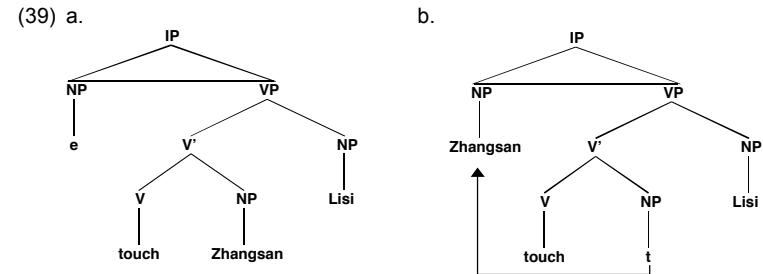 (39) a. b.
IP IP
NP VP NP VP
e V’ NP Zhangsan V’ NP
V NP Lisi V NP Lisi
touch Zhangsan touch t